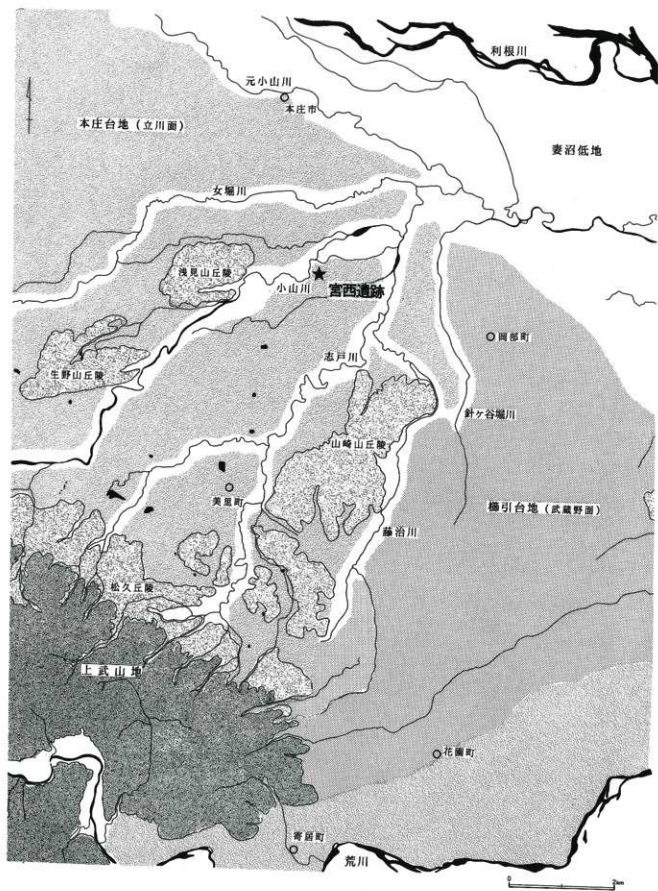 利根川
元小山川
本庄市
本庄台地（立川面）
妻沼低地
女堀川
浅見山丘陵
小山川
宮西遺跡
岡部町
志戸川
生野山丘陵
針ヶ谷堀川
山崎山丘陵
美里町
櫛引台地（武蔵野面）
藤治川
松久丘陵
上武山地
花園町
寄居町
荒川
0 2km